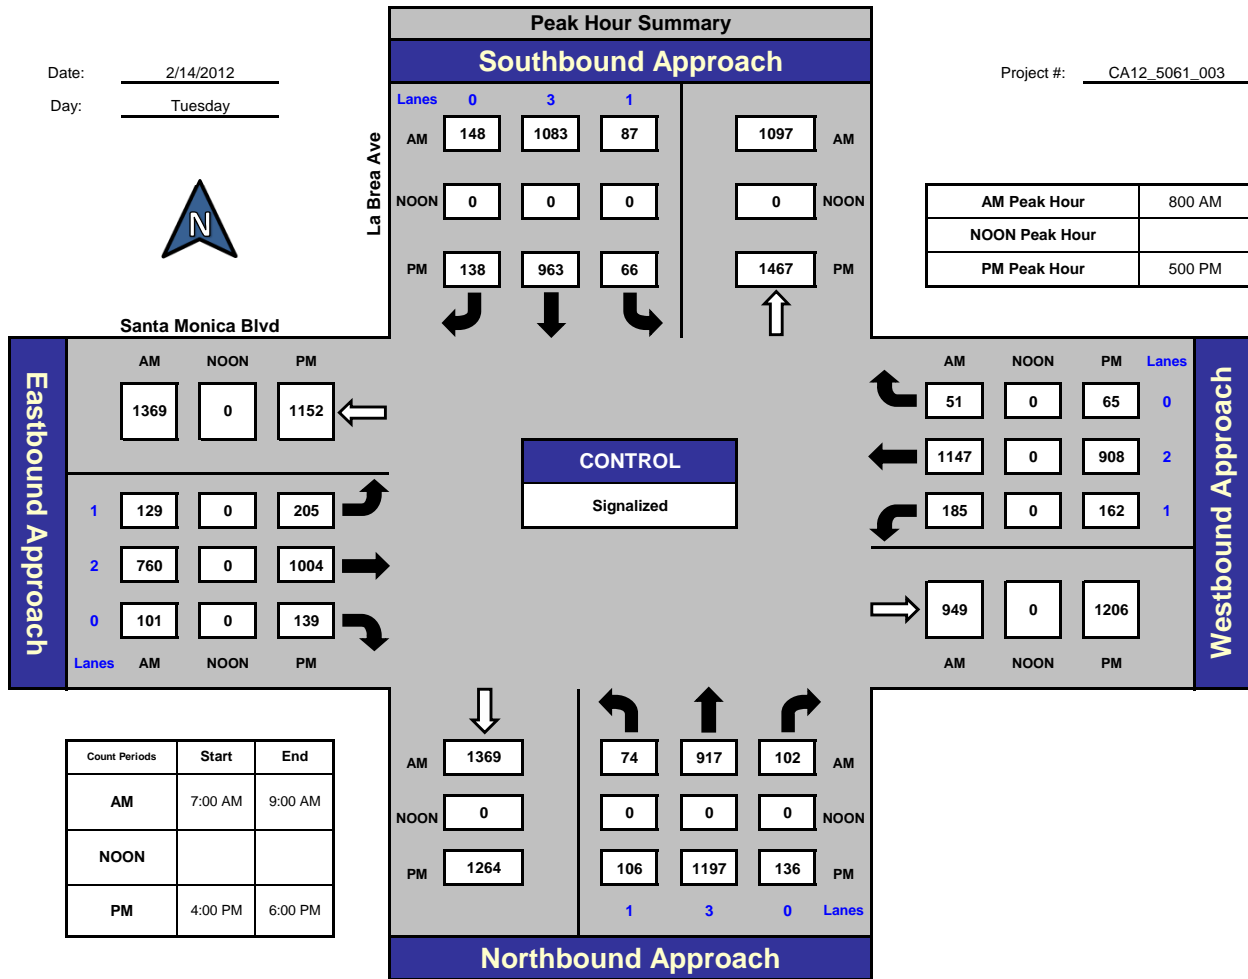 Peak Hour Summary
Southbound Approach
Date: 2/14/2012
Project #: CA12_5061_003
Day: Tuesday
Lanes 0 3 1
La Brea Ave
AM 148 1083 87 1097 AM
NOON 0 0 0 0 NOON
PM 138 963 66 1467 PM
N
AM Peak Hour 800 AM
NOON Peak Hour
PM Peak Hour 500 PM
Santa Monica Blvd
Eastbound Approach
AM NOON PM
1369 0 1152
1 129 0 205
2 760 0 1004
0 101 0 139
Lanes AM NOON PM
CONTROL
Signalized
AM NOON PM Lanes
51 0 65 0
1147 0 908 2
185 0 162 1
949 0 1206
AM NOON PM
Westbound Approach
Count Periods Start End
AM 7:00 AM 9:00 AM
NOON
PM 4:00 PM 6:00 PM
AM 1369 74 917 102 AM
NOON 0 0 0 0 NOON
PM 1264 106 1197 136 PM
1 3 0 Lanes
Northbound Approach